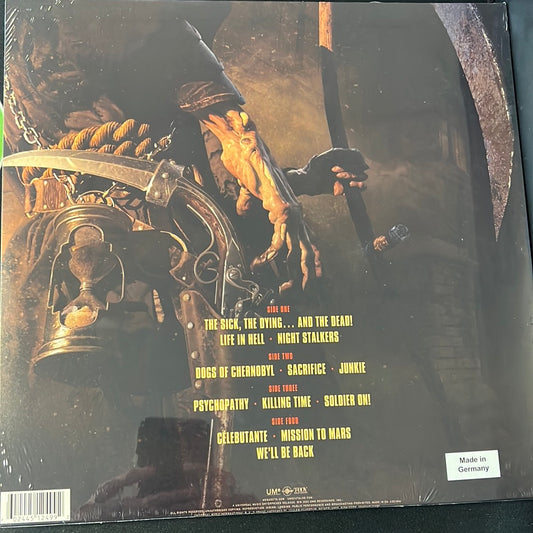 SIDE ONE
THE SICK, THE DYING... AND THE DEAD!
LIFE IN HELL · NIGHT STALKERS
SIDE TWO
DOGS OF CHERNOBYL · SACRIFICE · JUNKIE
SIDE THREE
PSYCHOPATHY · KILLING TIME · SOLDIER ON!
SIDE FOUR
CÉLEBUTANTE · MISSION TO MARS
WE'LL BE BACK
Made in
Germany
UMe